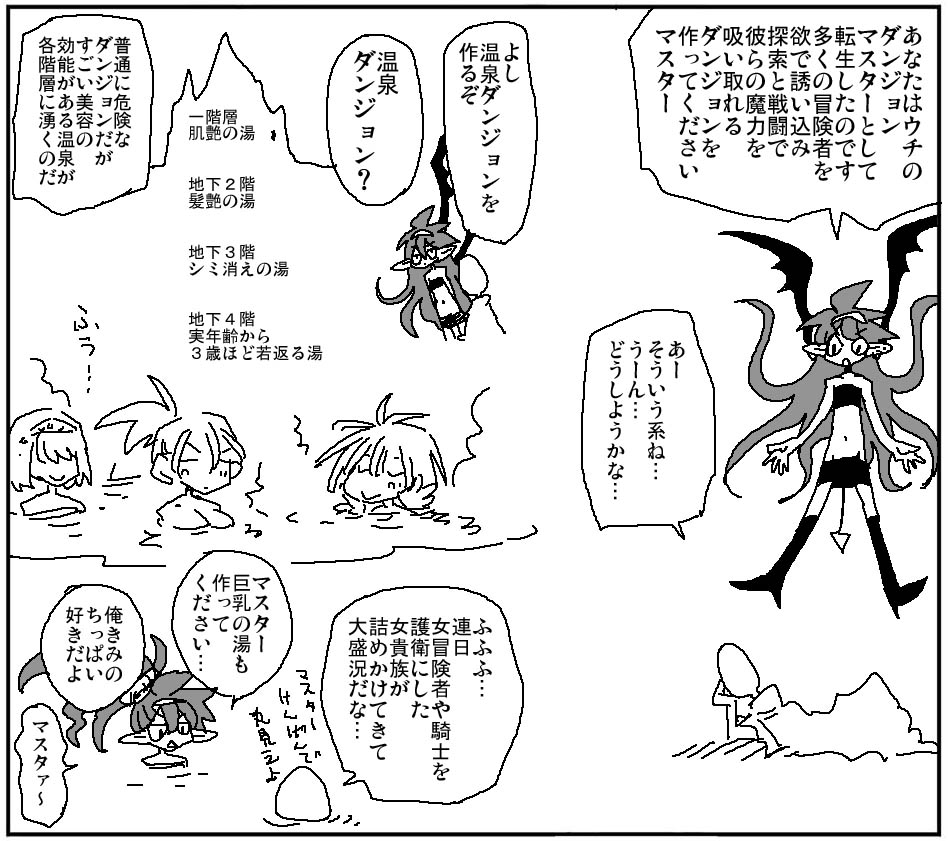 あなたはウチの
ダンジョン
マスターとして
転生したのです
多くの冒険者を
欲で誘い込み
探索と戦闘で
彼らの魔力を
吸い取れる
ダンジョンを
作ってください
マスター
あー
そういう系ね…
うーん…
どうしようかな…
よし
温泉ダンジョンを
作るぞ
温泉
ダンジョン?
普通に危険な
ダンジョンだが
すごい美容の
効能がある温泉が
各階層に湧くのだ
一階層
肌艶の湯
地下2階
髪艶の湯
地下3階
シミ消えの湯
地下4階
実年齢から
3歳ほど若返る湯
ふぅ…
ふふふ…
連日
女冒険者や騎士を
護衛にした
女貴族が
詰めかけてきて
大盛況だな…
マスター
けんげんで
丸見えよ
マスター
巨乳の湯も
作って
ください…
俺きみの
ちっぱい
好きだよ
マスタァ~